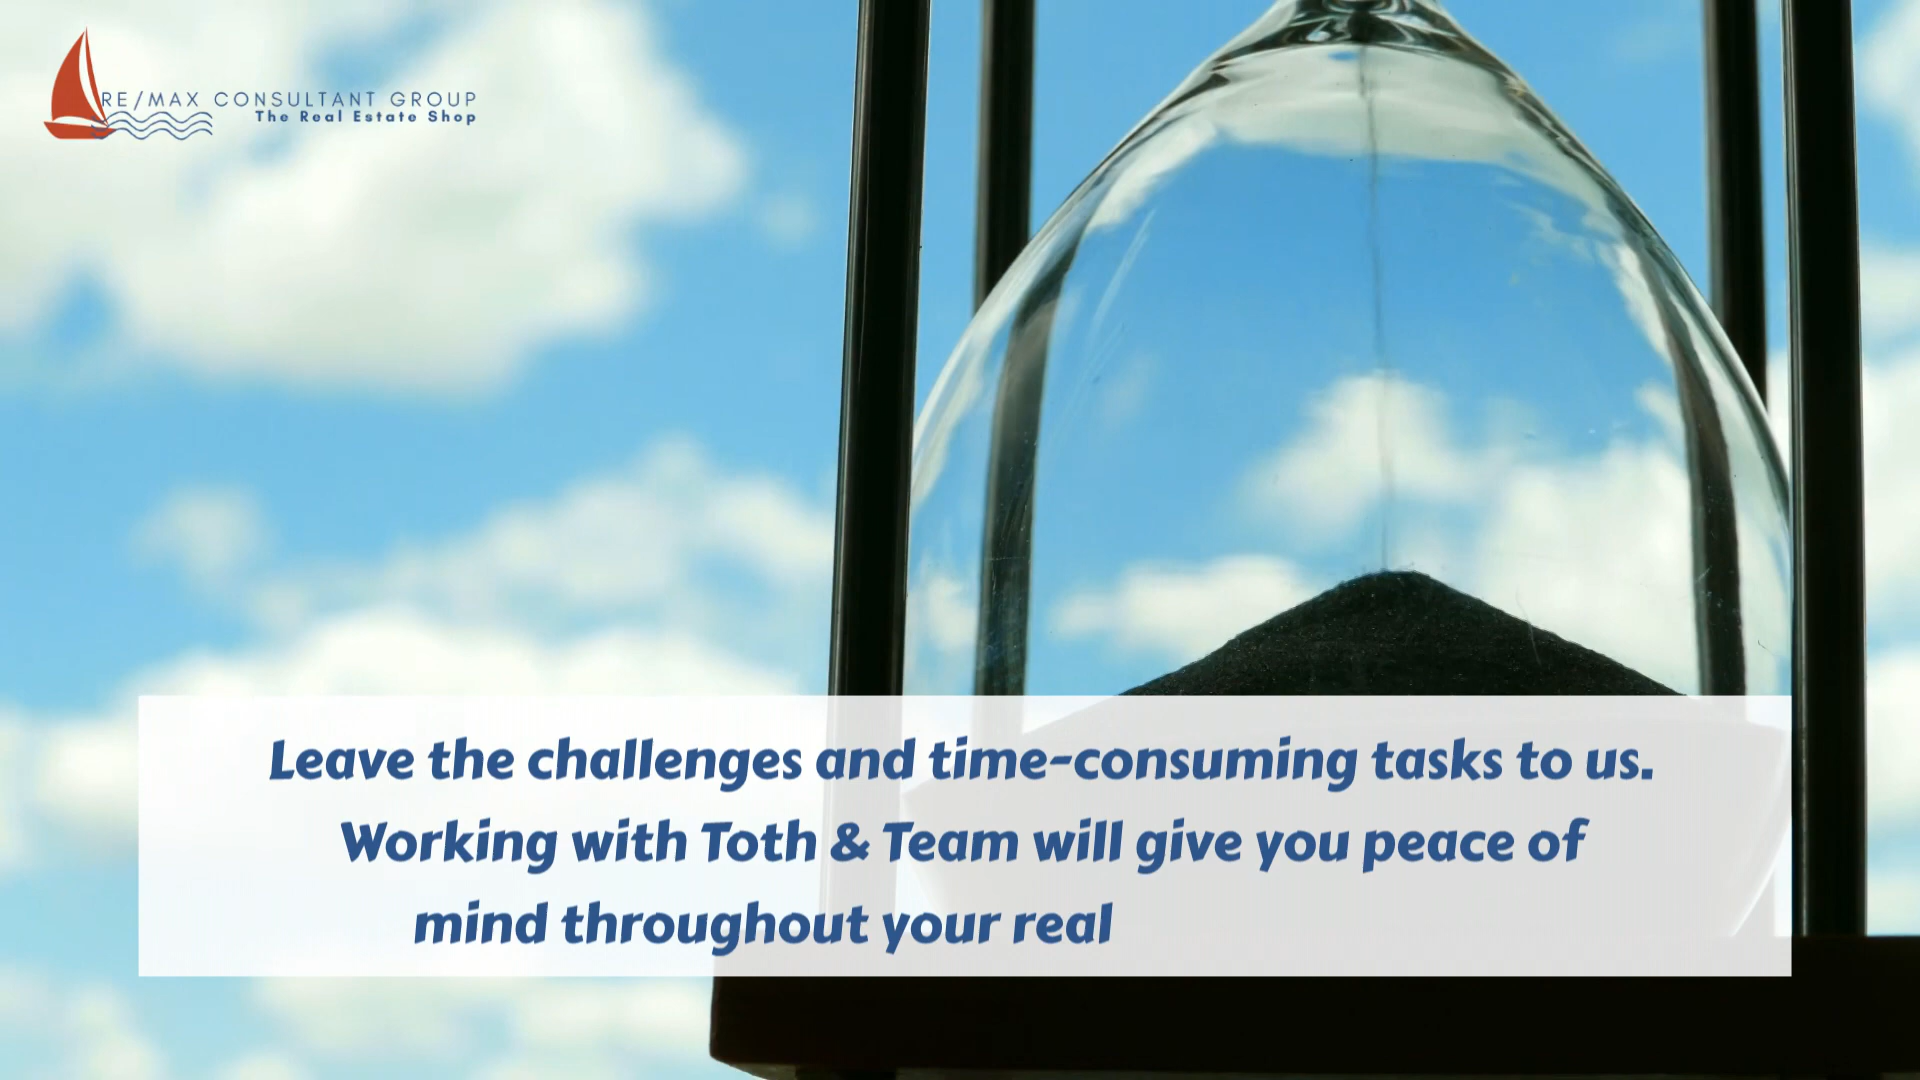 RE/MAX CONSULTANT GROUP
The Real Estate Shop
Leave the challenges and time-consuming tasks to us.
Working with Toth & Team will give you peace of
mind throughout your real